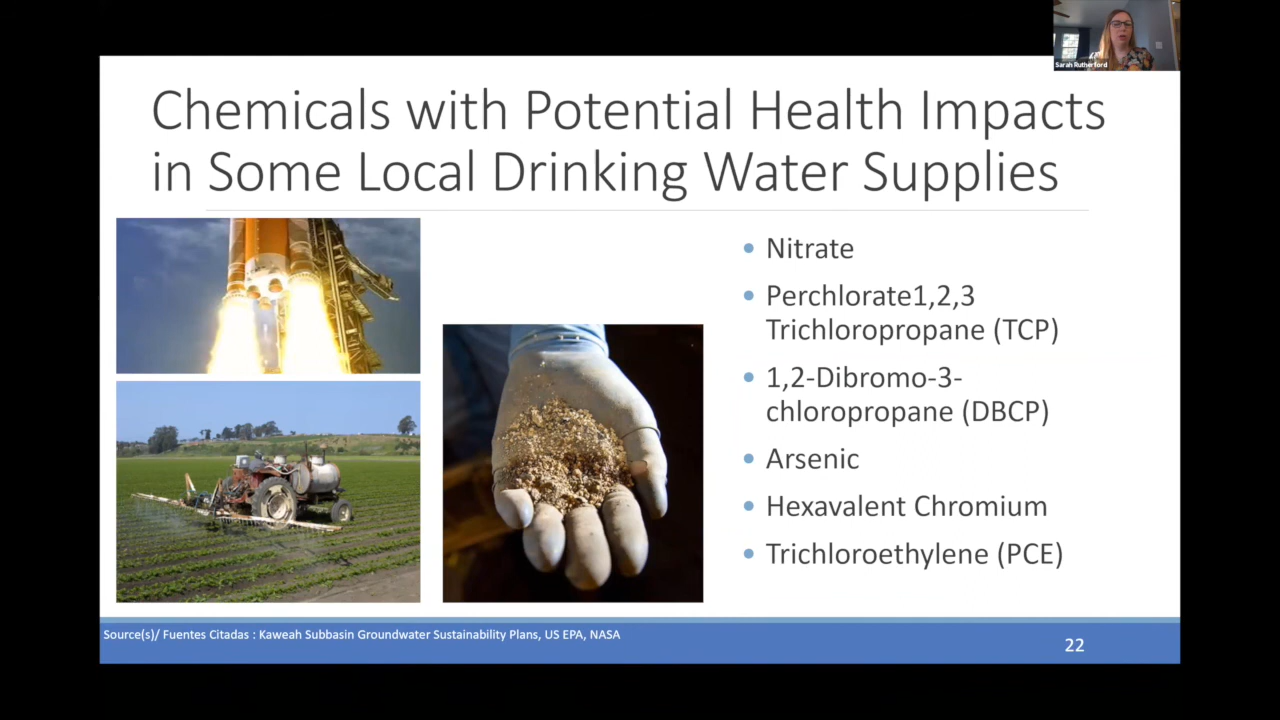 Sarah Rutherford
Chemicals with Potential Health Impacts
in Some Local Drinking Water Supplies
Nitrate
Perchlorate1,2,3
Trichloropropane (TCP)
1,2-Dibromo-3-
chloropropane (DBCP)
Arsenic
Hexavalent Chromium
Trichloroethylene (PCE)
Source(s)/ Fuentes Citadas : Kaweah Subbasin Groundwater Sustainability Plans, US EPA, NASA
22